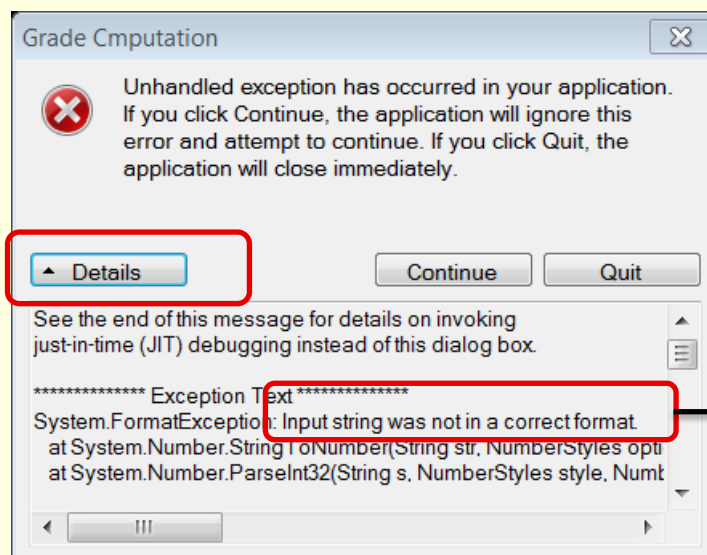 Grade Cmputation
Unhandled exception has occurred in your application.
If you click Continue, the application will ignore this
error and attempt to continue. If you click Quit, the
application will close immediately.
Details
Continue
Quit
See the end of this message for details on invoking
just-in-time (JIT) debugging instead of this dialog box.
************** Exception Text **************
System.FormatException: Input string was not in a correct format.
at System.Number.StringToNumber(String str, NumberStyles opti
at System.Number.ParseInt32(String s, NumberStyles style, Numb